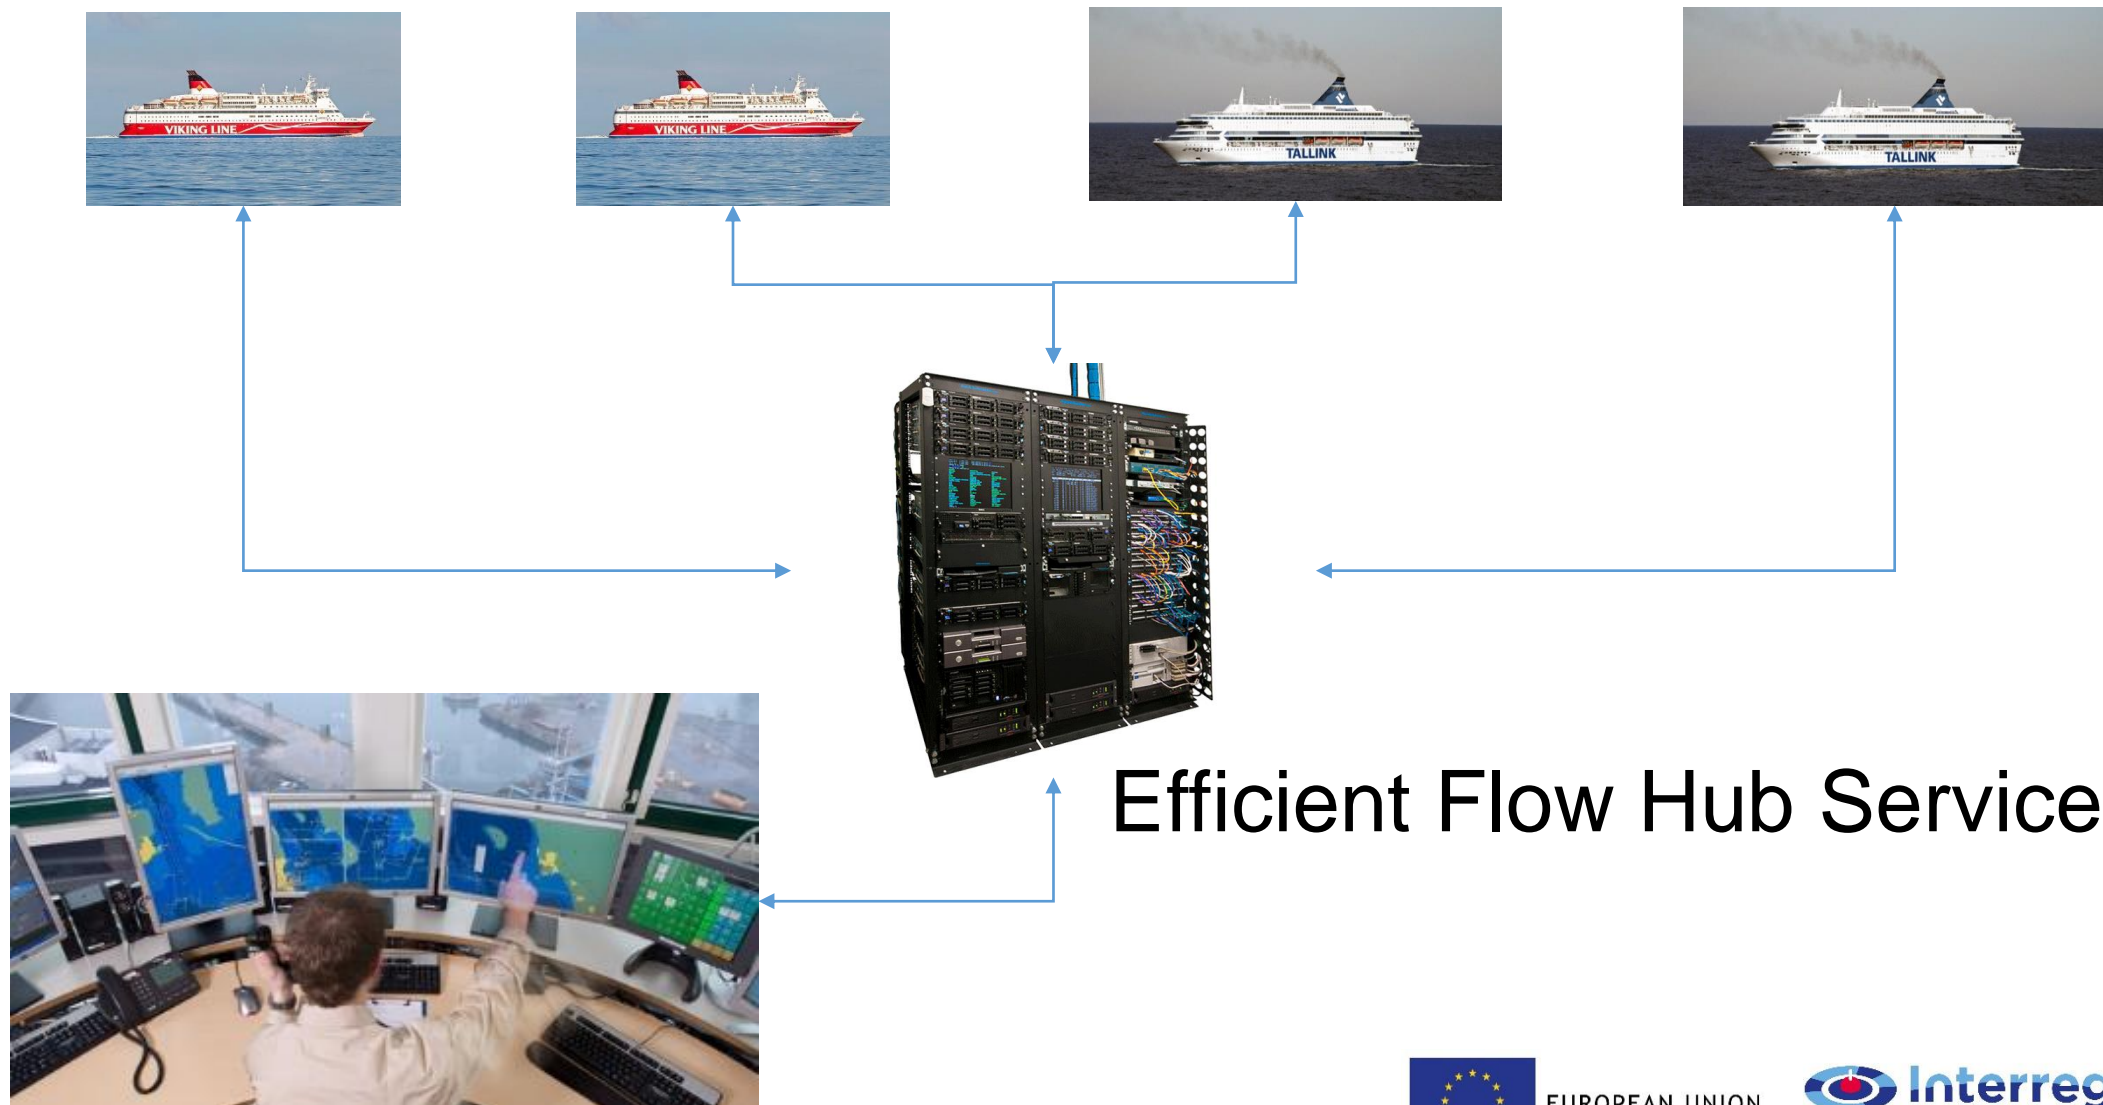 VIKING LINE
VIKING LINE
TALLINK
TALLINK
Efficient Flow Hub Service
EUROPEAN UNION
Interreg